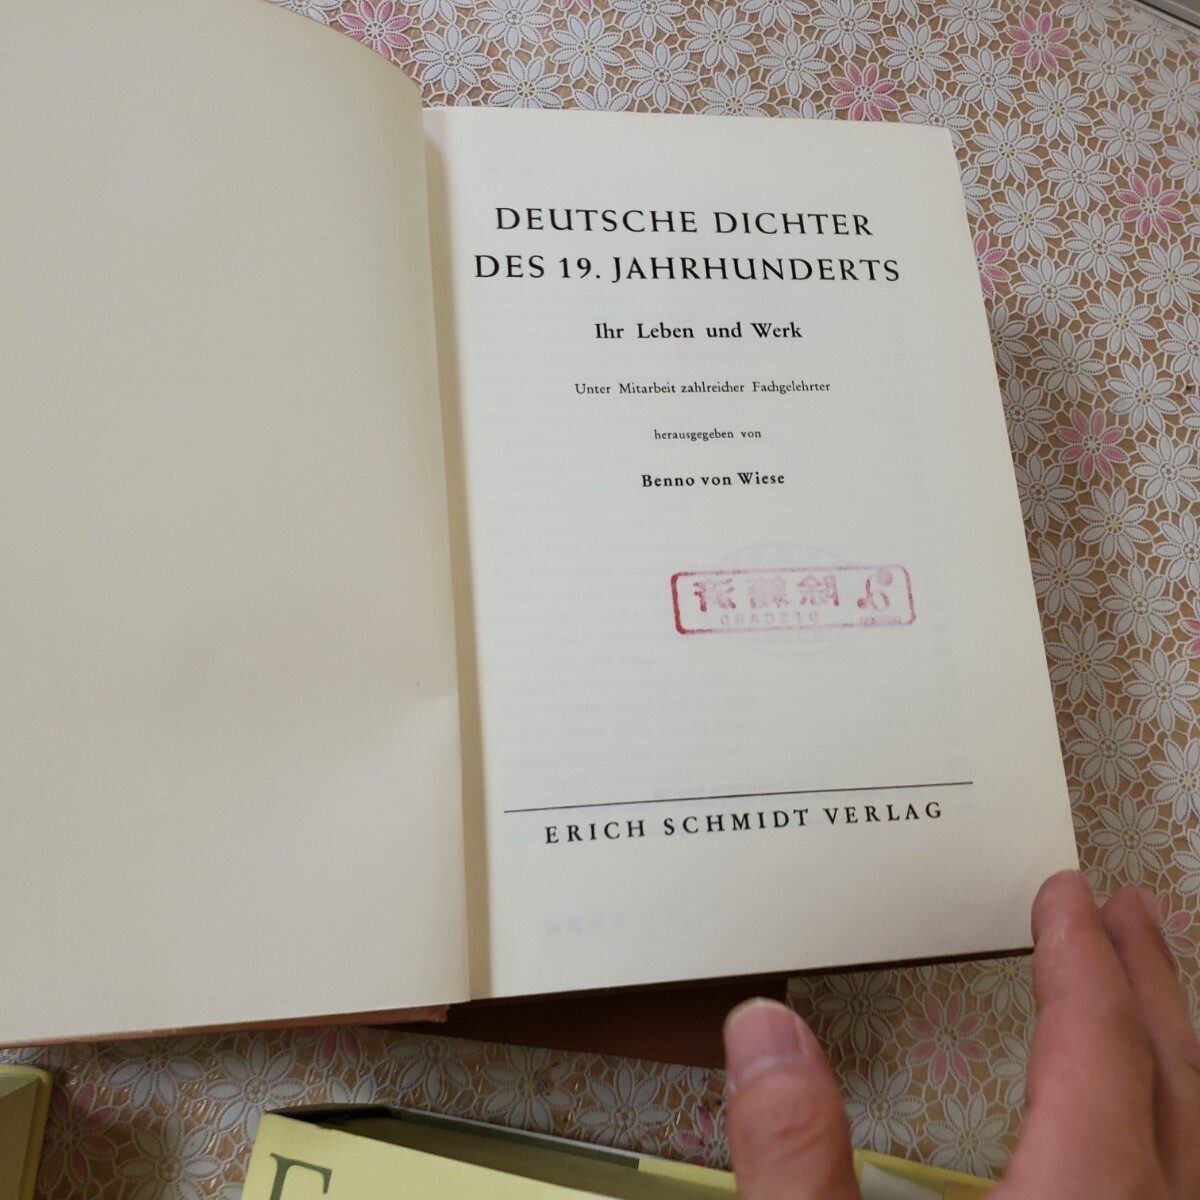 DEUTSCHE DICHTER
DES 19. JAHRHUNDERTS
Ihr Leben und Werk
Unter Mitarbeit zahlreicher Fachgelehrter
herausgegeben von
Benno von Wiese
DISCARD
ERICH SCHMIDT VERLAG